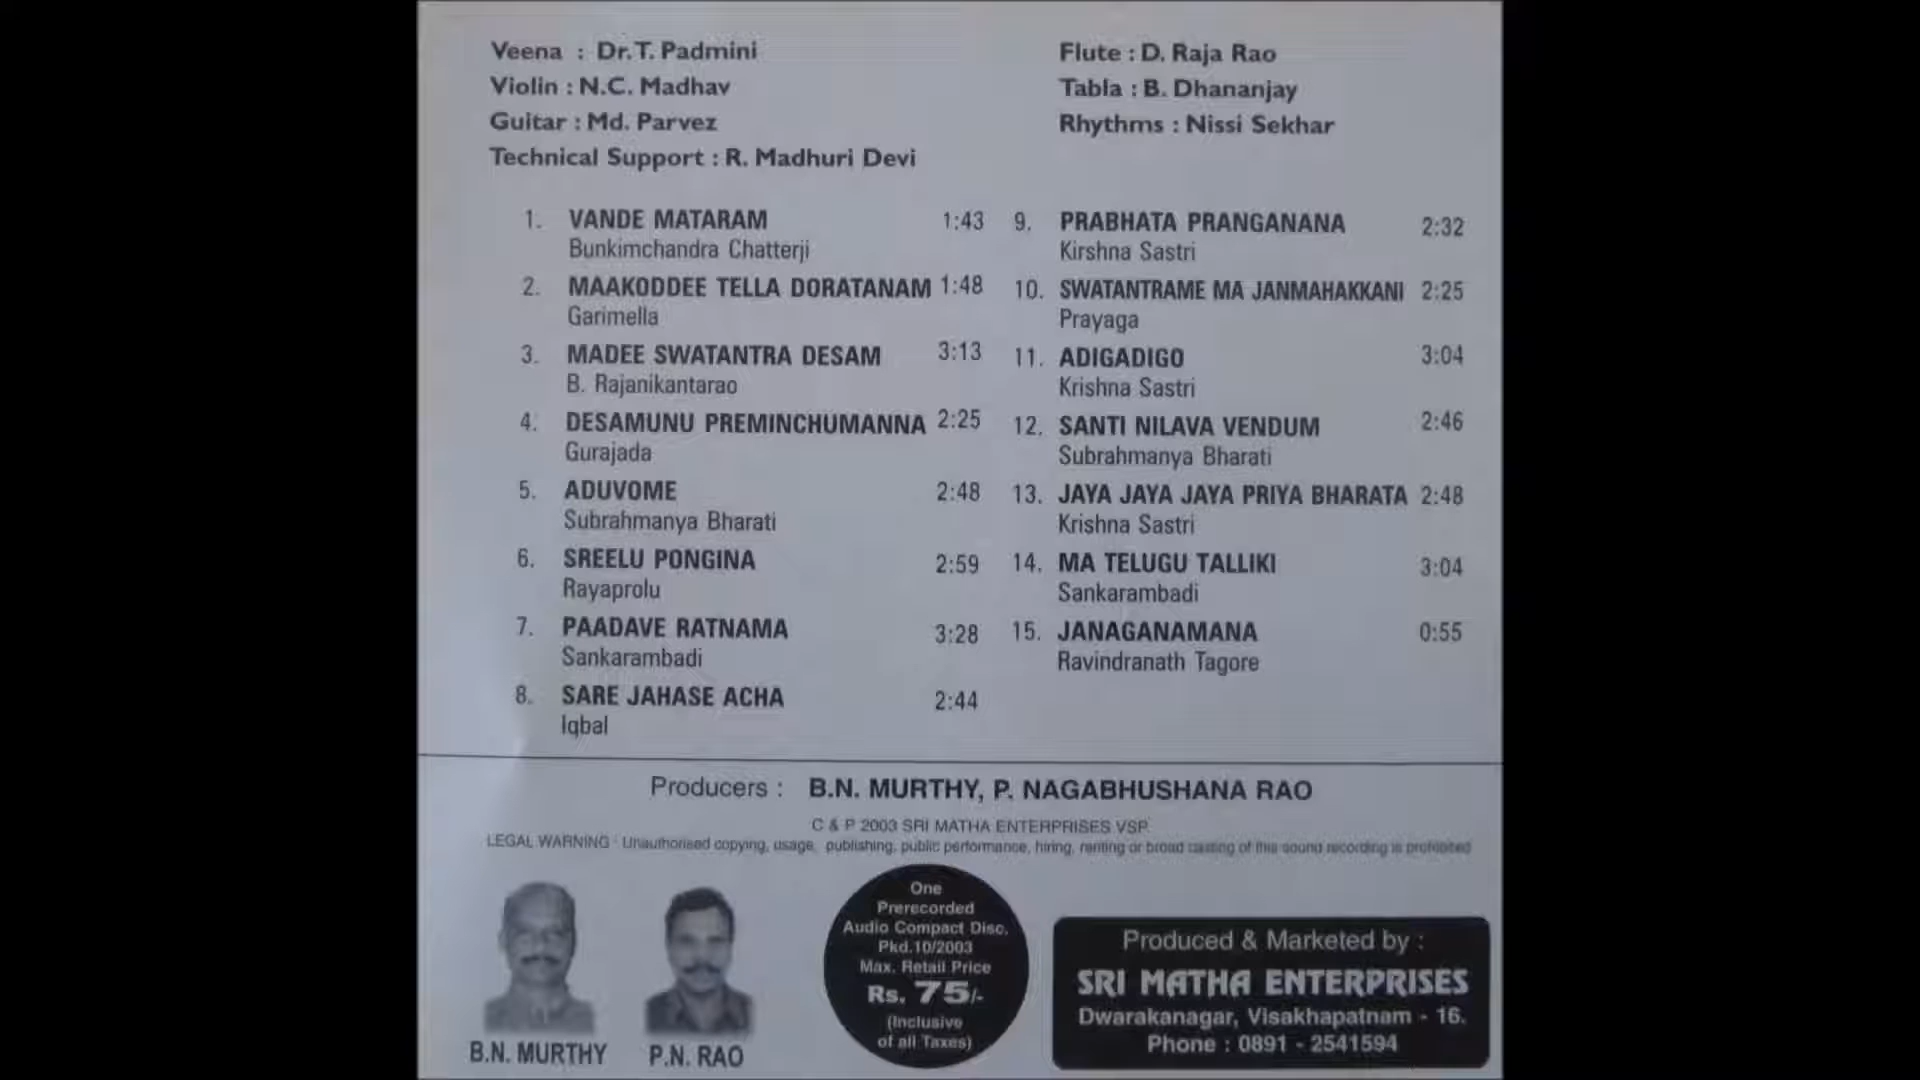 Veena : Dr.T. Padmini
Violin : N.C. Madhav
Guitar : Md. Parvez
Technical Support : R. Madhuri Devi
Flute : D. Raja Rao
Tabla : B. Dhananjay
Rhythms : Nissi Sekhar
1. VANDE MATARAM 1:43
Bunkimchandra Chatterji
2. MAAKODDEE TELLA DORATANAM 1:48
Garimella
3. MADEE SWATANTRA DESAM 3:13
B. Rajanikantarao
4. DESAMUNU PREMINCHUMANNA 2:25
Gurajada
5. ADUVOME 2:48
Subrahmanya Bharati
6. SREELU PONGINA 2:59
Rayaprolu
7. PAADAVE RATNAMA 3:28
Sankarambadi
8. SARE JAHASE ACHA 2:44
Iqbal
9. PRABHATA PRANGANANA 2:32
Kirshna Sastri
10. SWATANTRAME MA JANMAHAKKANI 2:25
Prayaga
11. ADIGADIGO 3:04
Krishna Sastri
12. SANTI NILAVA VENDUM 2:46
Subrahmanya Bharati
13. JAYA JAYA JAYA PRIYA BHARATA 2:48
Krishna Sastri
14. MA TELUGU TALLIKI 3:04
Sankarambadi
15. JANAGANAMANA 0:55
Ravindranath Tagore
Producers : B.N. MURTHY, P. NAGABHUSHANA RAO
C & P 2003 SRI MATHA ENTERPRISES VSP.
LEGAL WARNING - Unauthorised copying, usage, publishing, public performance, hiring, renting or broad casting of this sound recording is prohibited
B.N. MURTHY
P.N. RAO
One
Prerecorded
Audio Compact Disc.
Pkd.10/2003
Max. Retail Price
Rs. 75/-
(Inclusive
of all Taxes)
Produced & Marketed by :
SRI MATHA ENTERPRISES
Dwarakanagar, Visakhapatnam - 16.
Phone : 0891 - 2541594